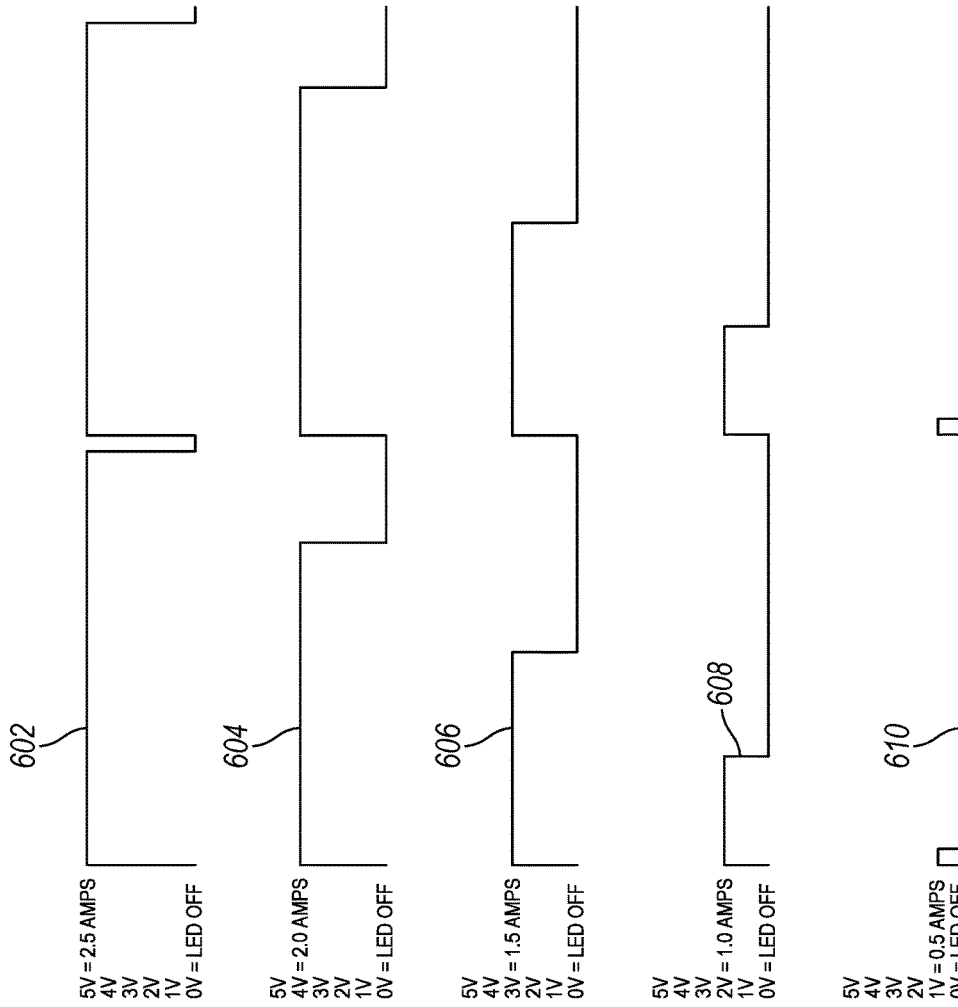 602
5V = 2.5 AMPS
4V
3V
2V
1V
0V = LED OFF
604
5V
4V = 2.0 AMPS
3V
2V
1V
0V = LED OFF
606
5V
4V
3V = 1.5 AMPS
2V
1V
0V = LED OFF
608
5V
4V
3V
2V = 1.0 AMPS
1V
0V = LED OFF
610
5V
4V
3V
2V
1V = 0.5 AMPS
0V = LED OFF